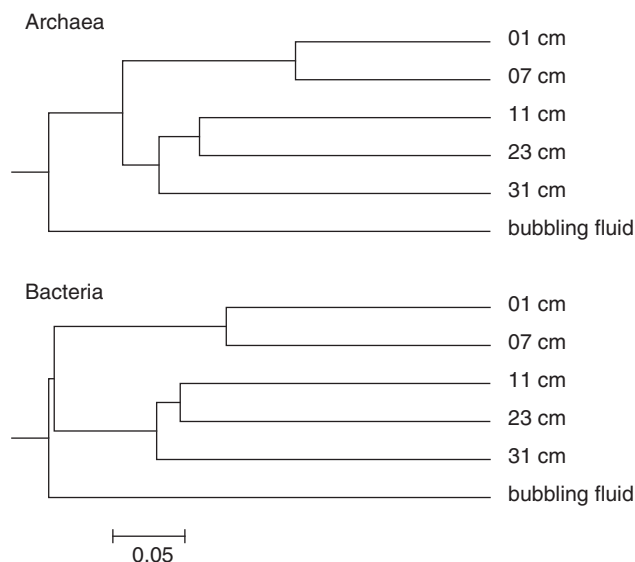 Archaea
01 cm
07 cm
11 cm
23 cm
31 cm
bubbling fluid
Bacteria
01 cm
07 cm
11 cm
23 cm
31 cm
bubbling fluid
0.05